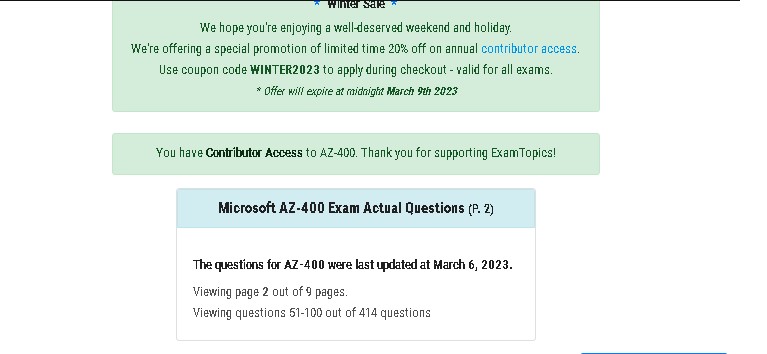 * Winter Sale *
We hope you're enjoying a well-deserved weekend and holiday.
We're offering a special promotion of limited time 20% off on annual contributor access.
Use coupon code WINTER2023 to apply during checkout - valid for all exams.
* Offer will expire at midnight March 9th 2023
You have Contributor Access to AZ-400. Thank you for supporting ExamTopics!
Microsoft AZ-400 Exam Actual Questions (P. 2)
The questions for AZ-400 were last updated at March 6, 2023.
Viewing page 2 out of 9 pages.
Viewing questions 51-100 out of 414 questions